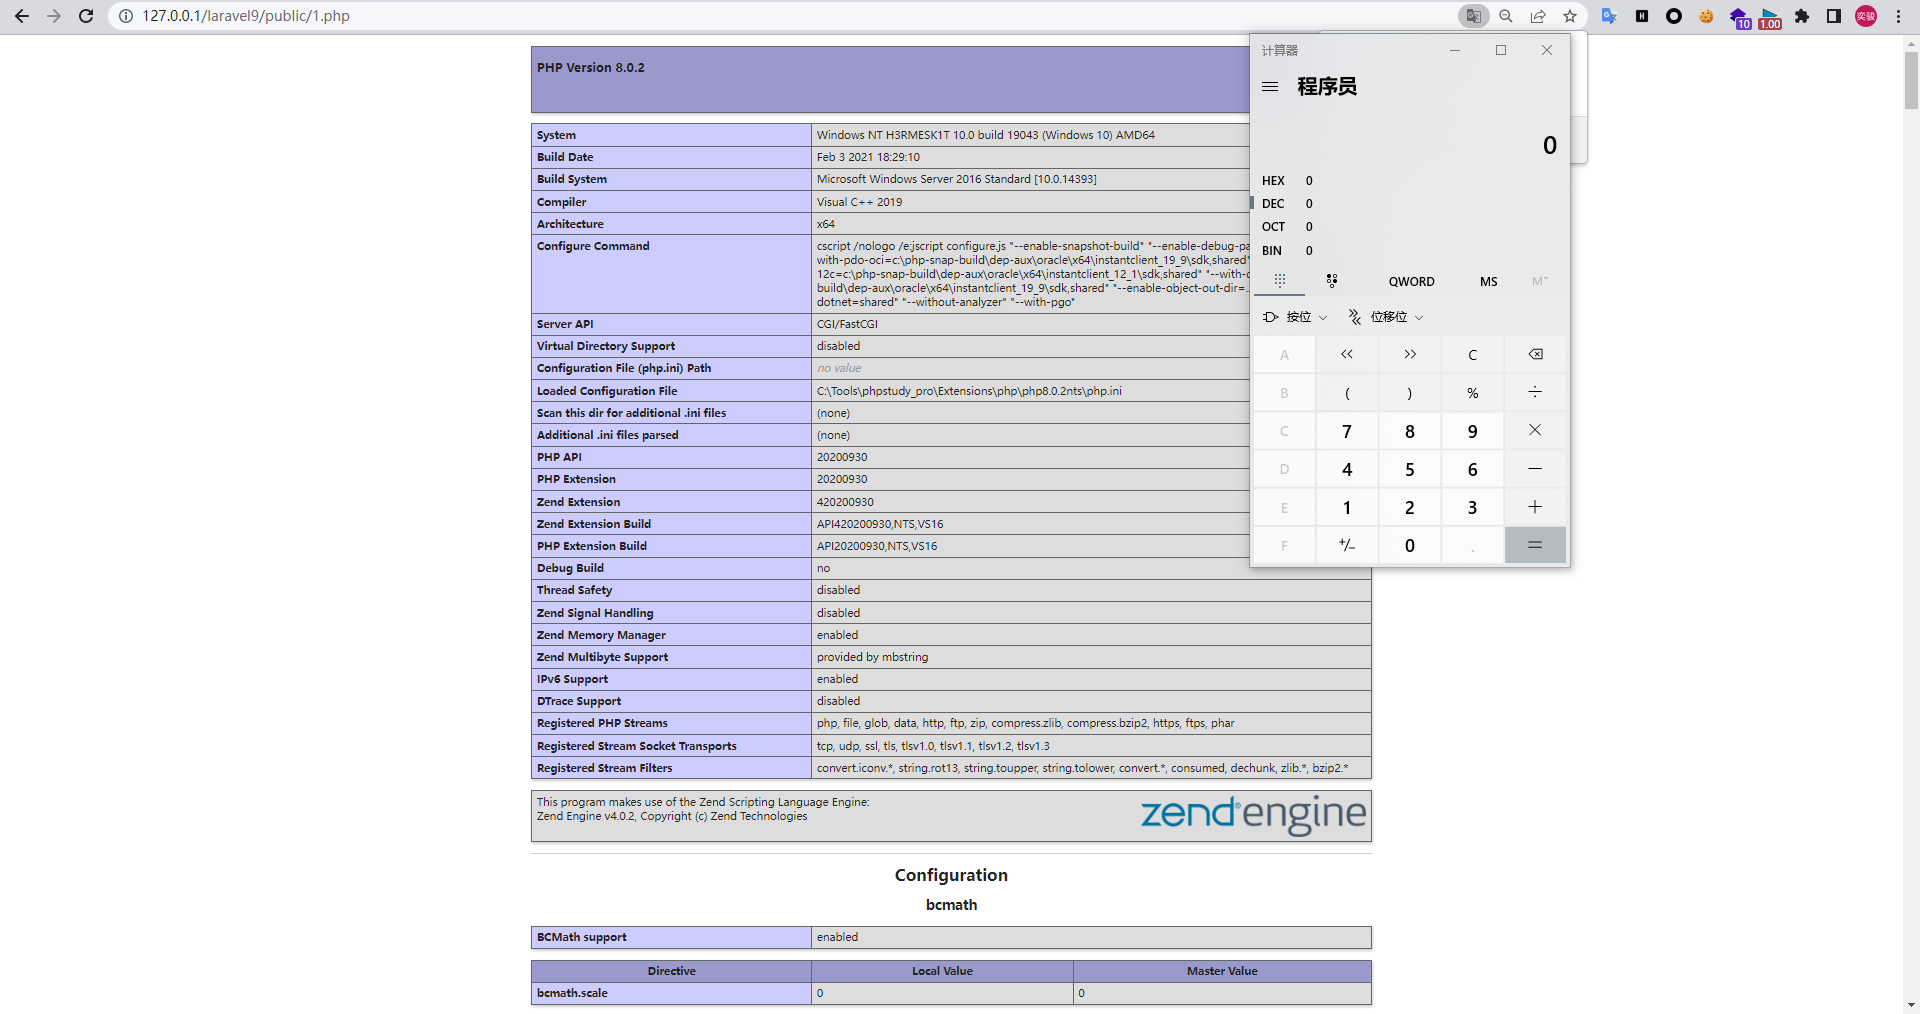 127.0.0.1/laravel9/public/1.php
10
1.00
奕骏
PHP Version 8.0.2
System Windows NT H3RMESK1T 10.0 build 19043 (Windows 10) AMD64
Build Date Feb 3 2021 18:29:10
Build System Microsoft Windows Server 2016 Standard [10.0.14393]
Compiler Visual C++ 2019
Architecture x64
Configure Command cscript /nologo /e:jscript configure.js "--enable-snapshot-build" "--enable-debug-pa
with-pdo-oci=c:\php-snap-build\dep-aux\oracle\x64\instantclient_19_9\sdk,shared"
12c=c:\php-snap-build\dep-aux\oracle\x64\instantclient_12_1\sdk,shared" "--with-
build\dep-aux\oracle\x64\instantclient_19_9\sdk,shared" "--enable-object-out-dir=..
dotnet=shared" "--without-analyzer" "--with-pgo"
Server API CGI/FastCGI
Virtual Directory Support disabled
Configuration File (php.ini) Path no value
Loaded Configuration File C:\Tools\phpstudy_pro\Extensions\php\php8.0.2nts\php.ini
Scan this dir for additional .ini files (none)
Additional .ini files parsed (none)
PHP API 20200930
PHP Extension 20200930
Zend Extension 420200930
Zend Extension Build API420200930,NTS,VS16
PHP Extension Build API20200930,NTS,VS16
Debug Build no
Thread Safety disabled
Zend Signal Handling disabled
Zend Memory Manager enabled
Zend Multibyte Support provided by mbstring
IPv6 Support enabled
DTrace Support disabled
Registered PHP Streams php, file, glob, data, http, ftp, zip, compress.zlib, compress.bzip2, https, ftps, phar
Registered Stream Socket Transports tcp, udp, ssl, tls, tlsv1.0, tlsv1.1, tlsv1.2, tlsv1.3
Registered Stream Filters convert.iconv.*, string.rot13, string.toupper, string.tolower, convert.*, consumed, dechunk, zlib.*, bzip2.*
This program makes use of the Zend Scripting Language Engine:
Zend Engine v4.0.2, Copyright (c) Zend Technologies
zend engine
Configuration
bcmath
BCMath support enabled
Directive Local Value Master Value
bcmath.scale 0 0
计算器
程序员
0
HEX 0
DEC 0
OCT 0
BIN 0
QWORD MS M
按位 位移位
A << >> C
B ( ) % ÷
C 7 8 9 ×
D 4 5 6 −
E 1 2 3 +
F +/− 0 . =